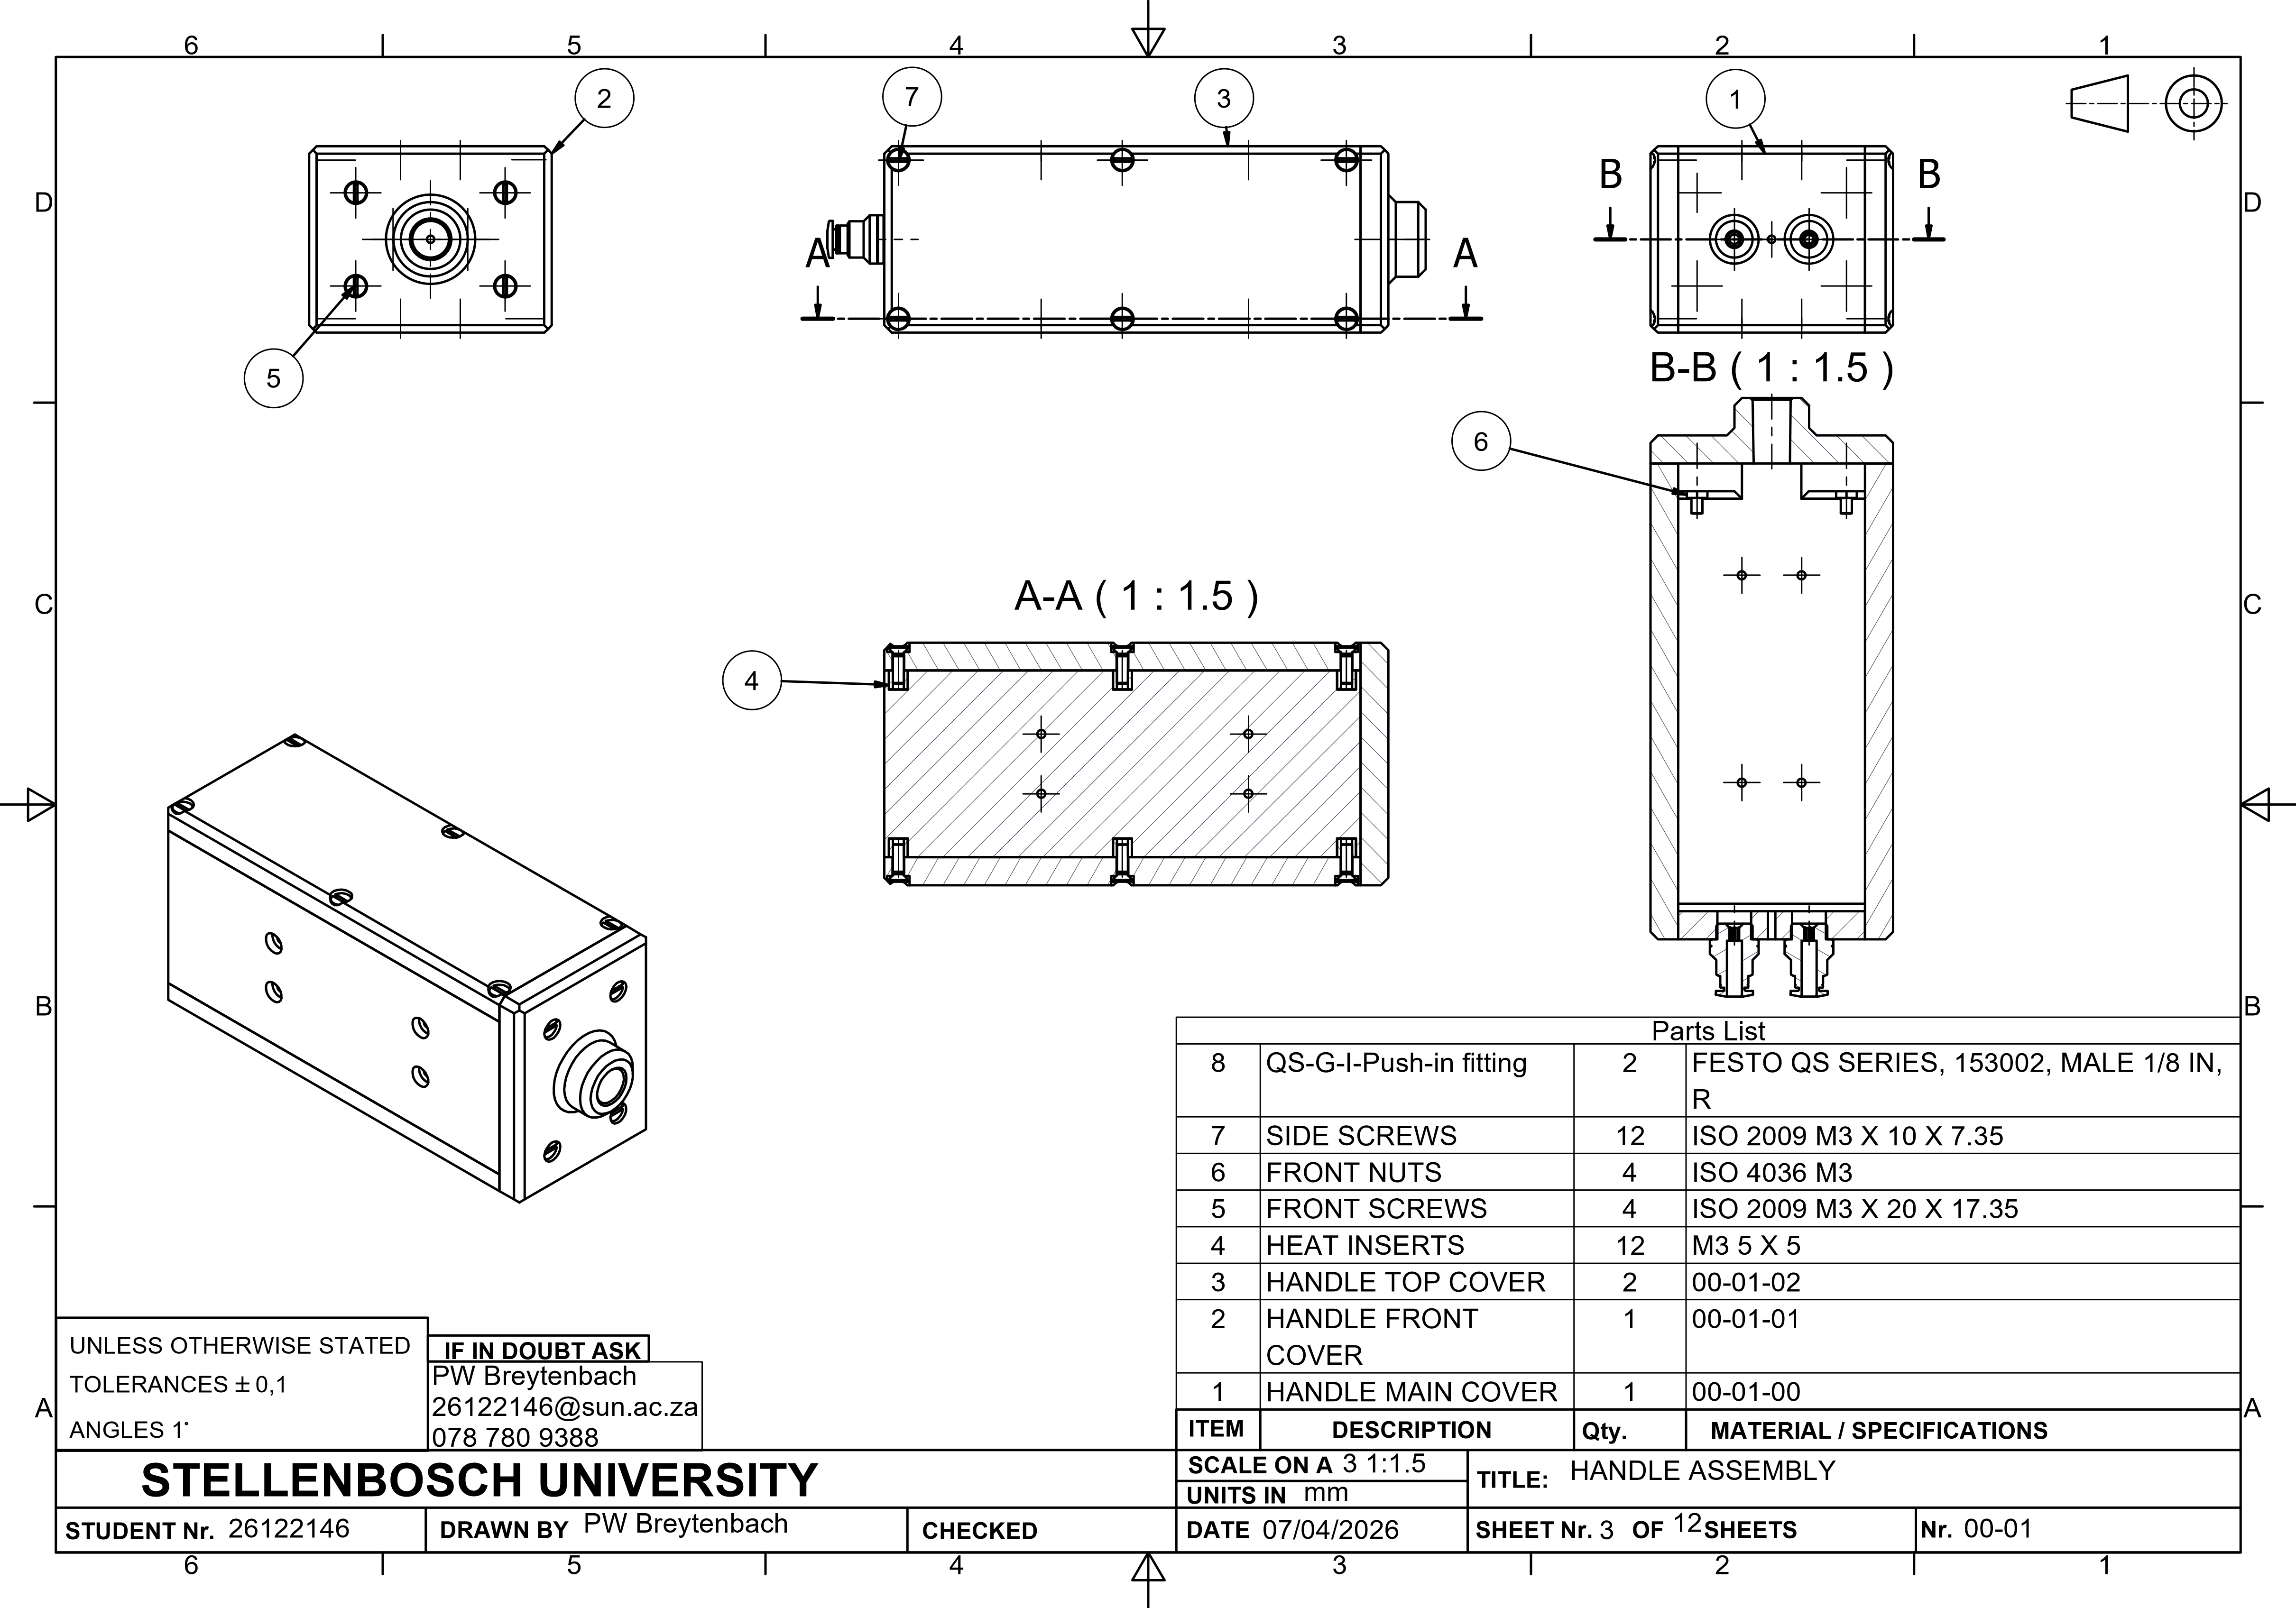 6 5 4 3 2 1
2 7 3 1
D D
B B
A A
5
B-B ( 1 : 1.5 )
6
A-A ( 1 : 1.5 )
C C
4
B B
Parts List
8 QS-G-I-Push-in fitting 2 FESTO QS SERIES, 153002, MALE 1/8 IN,
R
7 SIDE SCREWS 12 ISO 2009 M3 X 10 X 7.35
6 FRONT NUTS 4 ISO 4036 M3
5 FRONT SCREWS 4 ISO 2009 M3 X 20 X 17.35
4 HEAT INSERTS 12 M3 5 X 5
3 HANDLE TOP COVER 2 00-01-02
2 HANDLE FRONT 1 00-01-01
COVER
1 HANDLE MAIN COVER 1 00-01-00
ITEM DESCRIPTION Qty. MATERIAL / SPECIFICATIONS
A A
UNLESS OTHERWISE STATED
TOLERANCES ± 0,1
ANGLES 1°
IF IN DOUBT ASK
PW Breytenbach
26122146@sun.ac.za
078 780 9388
STELLENBOSCH UNIVERSITY
SCALE ON A 3 1:1.5
UNITS IN mm
TITLE: HANDLE ASSEMBLY
STUDENT Nr. 26122146 DRAWN BY PW Breytenbach CHECKED DATE 07/04/2026 SHEET Nr. 3 OF 12 SHEETS Nr. 00-01
6 5 4 3 2 1